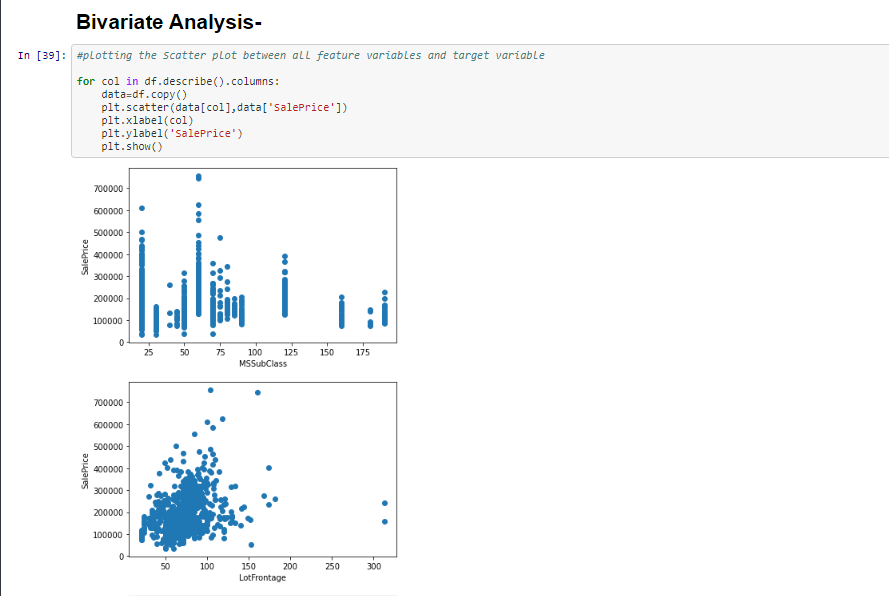 Bivariate Analysis-
In [39]: #plotting the Scatter plot between all feature variables and target variable
for col in df.describe().columns:
data=df.copy()
plt.scatter(data[col],data['SalePrice'])
plt.xlabel(col)
plt.ylabel('SalePrice')
plt.show()
700000
600000
500000
400000
300000
200000
100000
0
SalePrice
25 50 75 100 125 150 175
MSSubClass
700000
600000
500000
400000
300000
200000
100000
0
SalePrice
50 100 150 200 250 300
LotFrontage